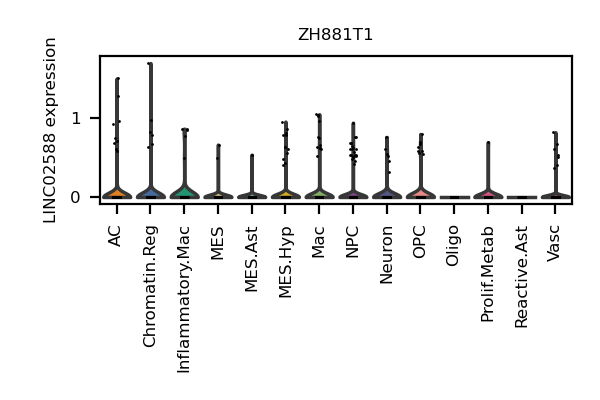 ZH881T1
LINC02588 expression
1
0
AC
Chromatin.Reg
Inflammatory.Mac
MES
MES.Ast
MES.Hyp
Mac
NPC
Neuron
OPC
Oligo
Prolif.Metab
Reactive.Ast
Vasc